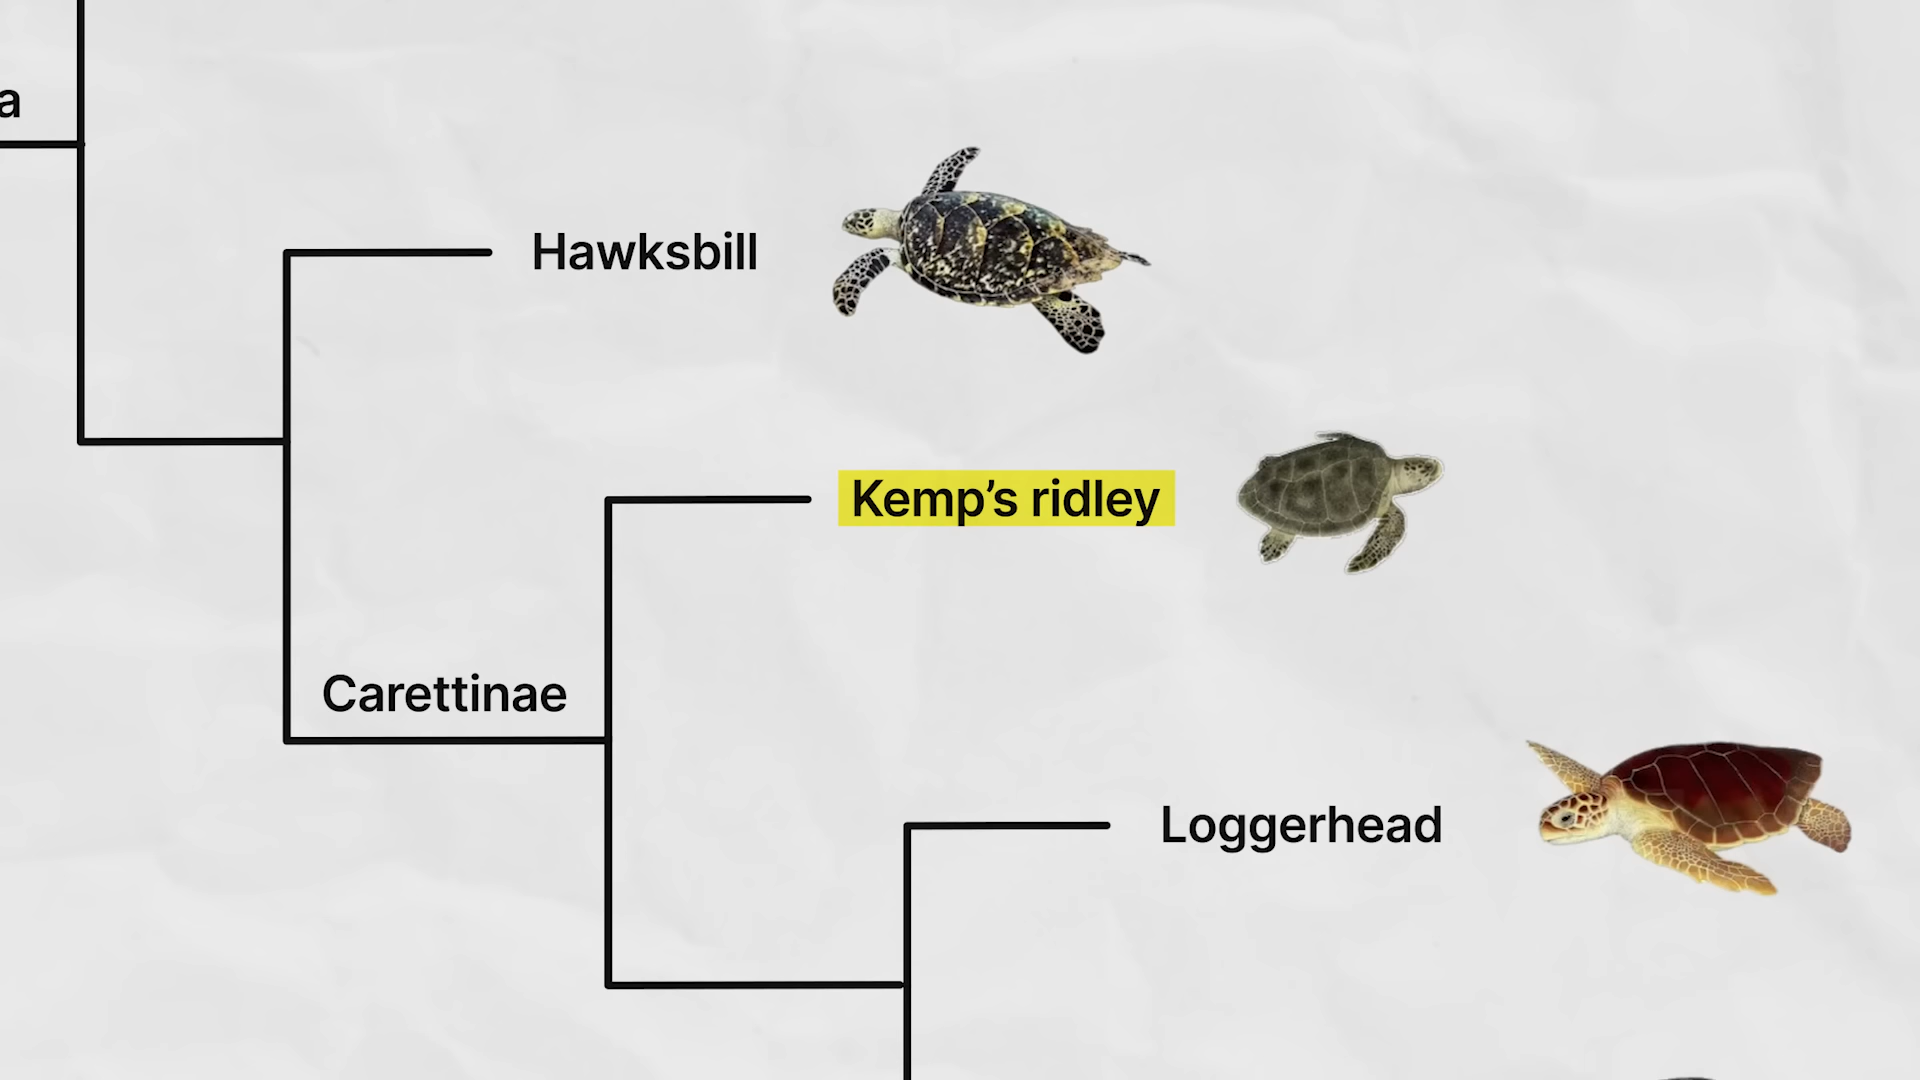 a
Hawksbill
Kemp’s ridley
Carettinae
Loggerhead